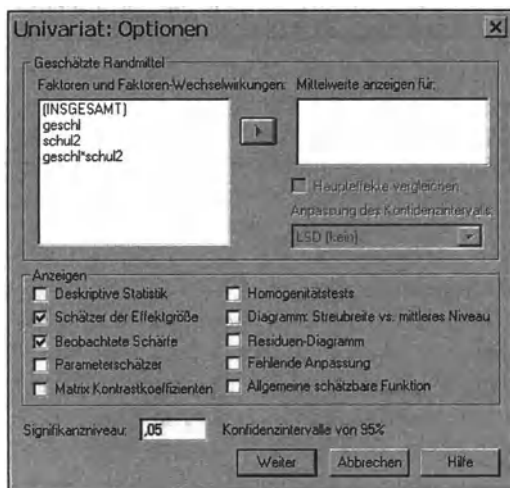 Univariat: Optionen
Geschätzte Randmittel
Faktoren und Faktoren-Wechselwirkungen:
Mittelwerte anzeigen für:
(INSGESAMT)
geschl
schul2
geschl*schul2
Haupteffekte vergleichen
Anpassung des Konfidenzintervalls:
LSD (kein)
Anzeigen
Deskriptive Statistik
Homogenitätstests
Schätzer der Effektgröße
Diagramm: Streubreite vs. mittleres Niveau
Beobachtete Schärfe
Residuen-Diagramm
Parameterschätzer
Fehlende Anpassung
Matrix Kontrastkoeffizienten
Allgemeine schätzbare Funktion
Signifikanzniveau: ,05 Konfidenzintervalle von 95%
Weiter Abbrechen Hilfe